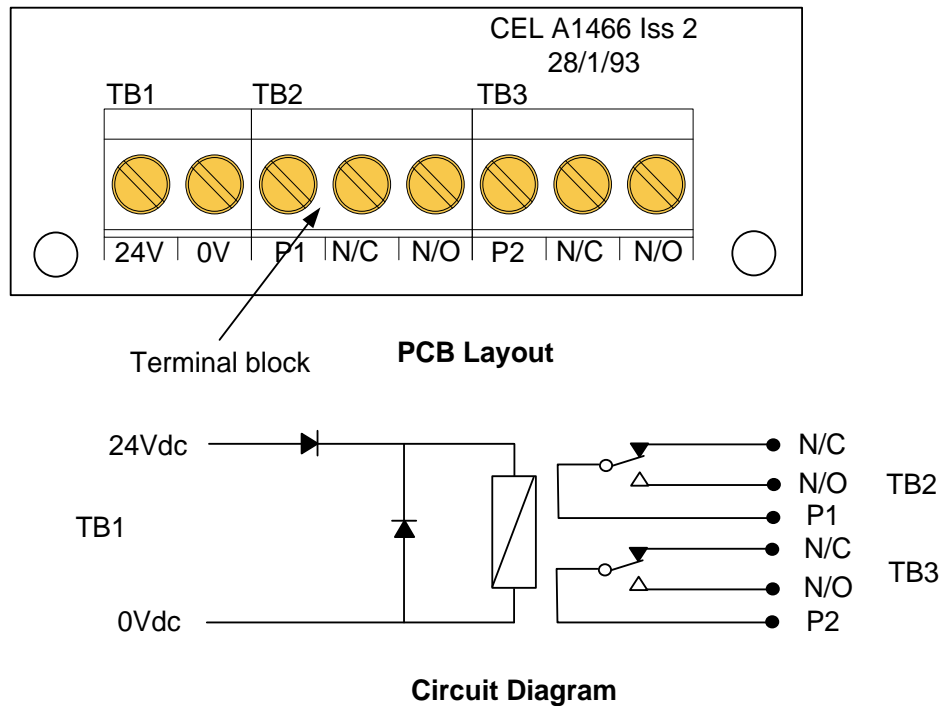 CEL A1466 Iss 2
28/1/93
TB1 TB2 TB3
24V 0V P1 N/C N/O P2 N/C N/O
Terminal block
PCB Layout
24Vdc
TB1
0Vdc
N/C
N/O
P1
TB2
N/C
N/O
P2
TB3
Circuit Diagram